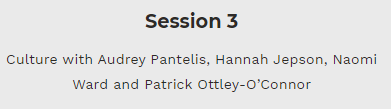 Session 3
Culture with Audrey Pantelis, Hannah Jepson, Naomi
Ward and Patrick Ottley-O’Connor